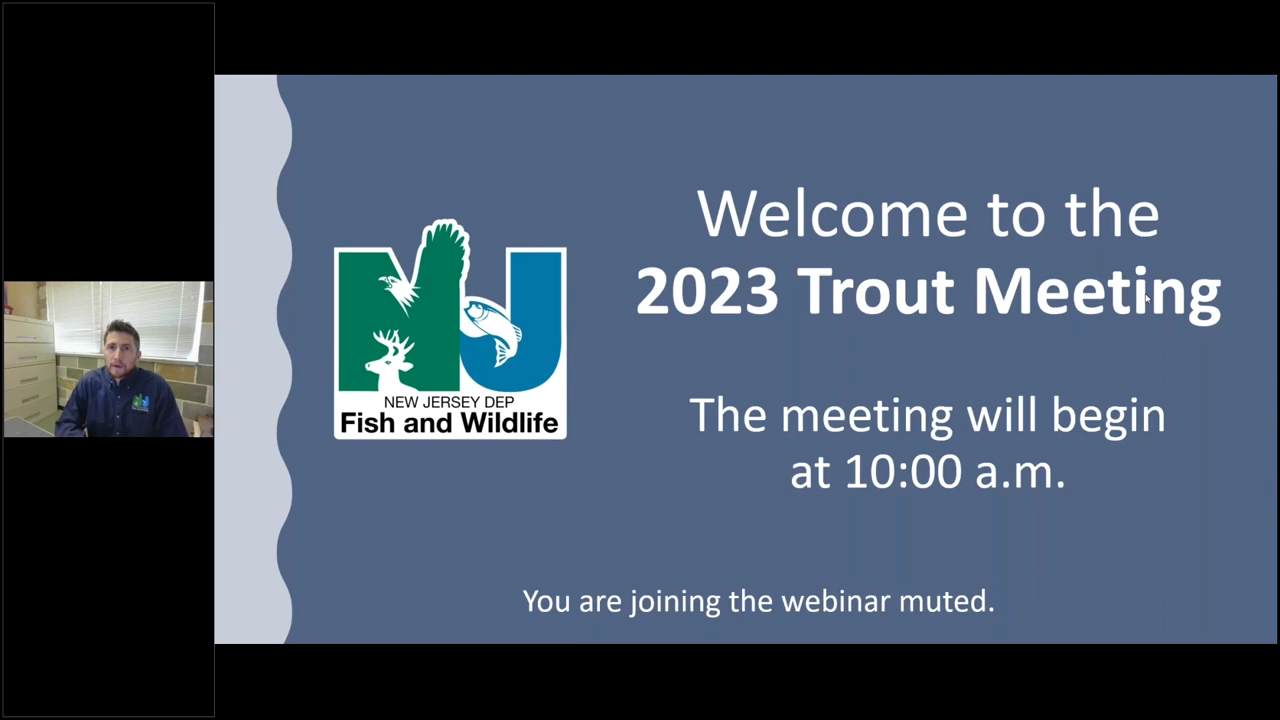 Welcome to the
2023 Trout Meeting
NJ
NEW JERSEY DEP
Fish and Wildlife
The meeting will begin
at 10:00 a.m.
You are joining the webinar muted.